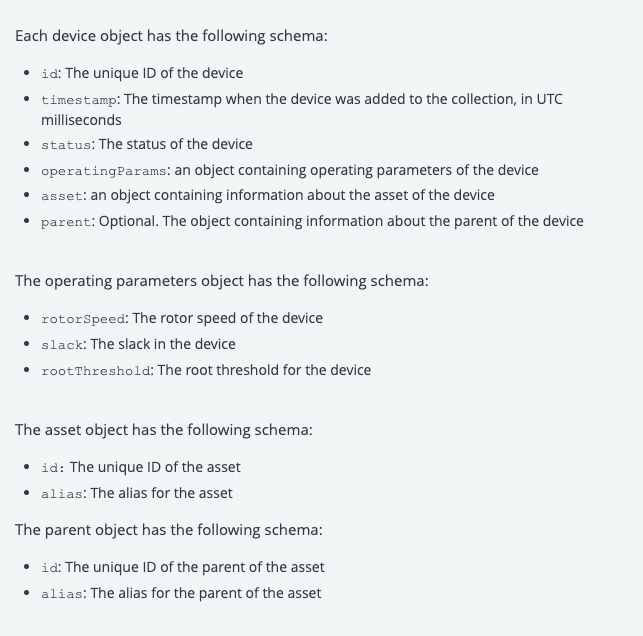 Each device object has the following schema:
• id: The unique ID of the device
• timestamp: The timestamp when the device was added to the collection, in UTC
milliseconds
• status: The status of the device
• operatingParams: an object containing operating parameters of the device
• asset: an object containing information about the asset of the device
• parent: Optional. The object containing information about the parent of the device
The operating parameters object has the following schema:
• rotorSpeed: The rotor speed of the device
• slack: The slack in the device
• rootThreshold: The root threshold for the device
The asset object has the following schema:
• id: The unique ID of the asset
• alias: The alias for the asset
The parent object has the following schema:
• id: The unique ID of the parent of the asset
• alias: The alias for the parent of the asset